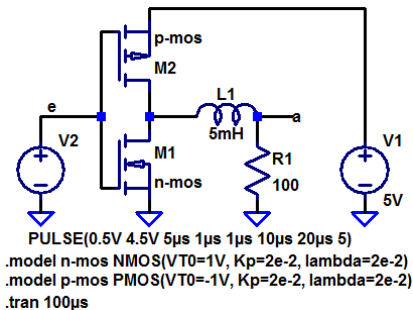 p-mos
M2
L1
e
a
5mH
V2
M1
R1
V1
n-mos
100
5V
PULSE(0.5V 4.5V 5µs 1µs 1µs 10µs 20µs 5)
.model n-mos NMOS(VT0=1V, Kp=2e-2, lambda=2e-2)
.model p-mos PMOS(VT0=-1V, Kp=2e-2, lambda=2e-2)
.tran 100µs